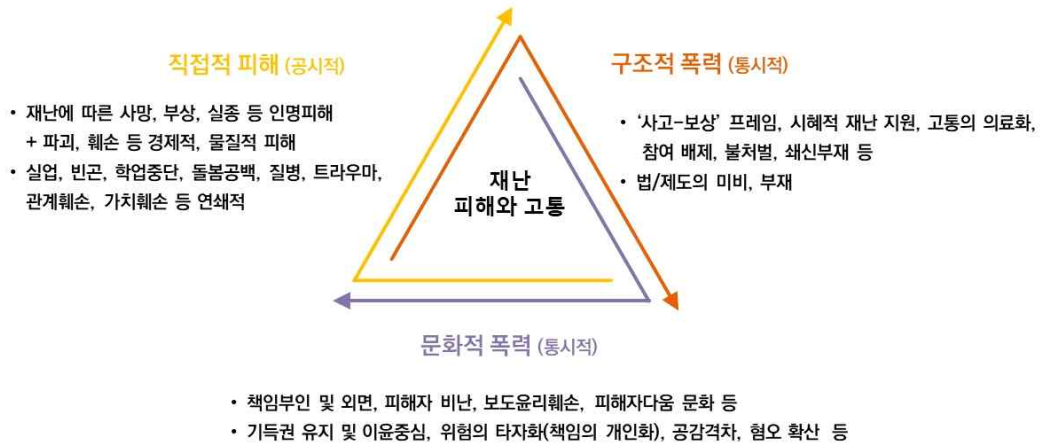 직접적 피해 (공시적)
• 재난에 따른 사망, 부상, 실종 등 인명피해
+ 파괴, 훼손 등 경제적, 물질적 피해
• 실업, 빈곤, 학업중단, 돌봄공백, 질병, 트라우마,
관계훼손, 가치훼손 등 연쇄적
구조적 폭력 (통시적)
• ‘사고-보상’ 프레임, 시혜적 재난 지원, 고통의 의료화,
참여 배제, 불처벌, 쇄신부재 등
• 법/제도의 미비, 부재
재난
피해와 고통
문화적 폭력 (통시적)
• 책임부인 및 외면, 피해자 비난, 보도윤리훼손, 피해자다움 문화 등
• 기득권 유지 및 이윤중심, 위험의 타자화(책임의 개인화), 공감격차, 혐오 확산 등